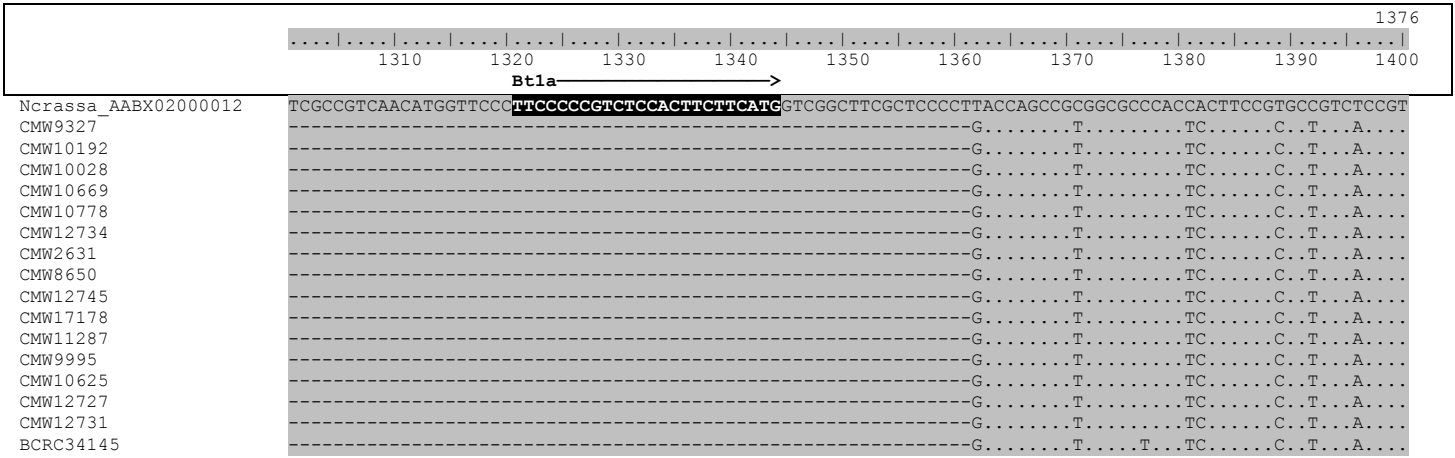 1376
....|....|....|....|....|....|....|....|....|....|....|....|....|....|....|....|....|....|....|....|
1310 1320 1330 1340 1350 1360 1370 1380 1390 1400
Bt1a————————————>
Ncrassa_AABX02000012 TCGCCGTCAACATGGTTCCCTTCCCCCGTCTCCACTTCTTCATGGTCGGCTTCGCTCCCCTTACCAGCCGCGGCGCCCACCACTTCCGTGCCGTCTCCGT
CMW9327 -------------------------------------------------------------G........T.........TC......C..T...A....
CMW10192 -------------------------------------------------------------G........T.........TC......C..T...A....
CMW10028 -------------------------------------------------------------G........T.........TC......C..T...A....
CMW10669 -------------------------------------------------------------G........T.........TC......C..T...A....
CMW10778 -------------------------------------------------------------G........T.........TC......C..T...A....
CMW12734 -------------------------------------------------------------G........T.........TC......C..T...A....
CMW2631 -------------------------------------------------------------G........T.........TC......C..T...A....
CMW8650 -------------------------------------------------------------G........T.........TC......C..T...A....
CMW12745 -------------------------------------------------------------G........T.........TC......C..T...A....
CMW17178 -------------------------------------------------------------G........T.........TC......C..T...A....
CMW11287 -------------------------------------------------------------G........T.........TC......C..T...A....
CMW9995 -------------------------------------------------------------G........T.........TC......C..T...A....
CMW10625 -------------------------------------------------------------G........T.........TC......C..T...A....
CMW12727 -------------------------------------------------------------G........T.........TC......C..T...A....
CMW12731 -------------------------------------------------------------G........T.........TC......C..T...A....
BCRC34145 -------------------------------------------------------------G........T.....T...TC......C..T...A....